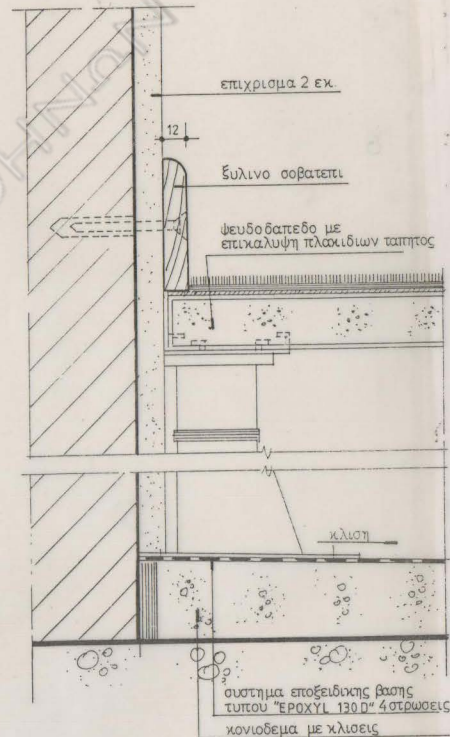 επιχρισμα 2 εκ.
12
ξυλινο σοβατεπι
ψευδοδαπεδο με
επικαλυψη πλακιδιων ταπητος
κλιση
συστημα εποξειδικης βασης
τυπου "EPOXYL 130 D" 4 στρωσεις
κονιοδεμα με κλισεις